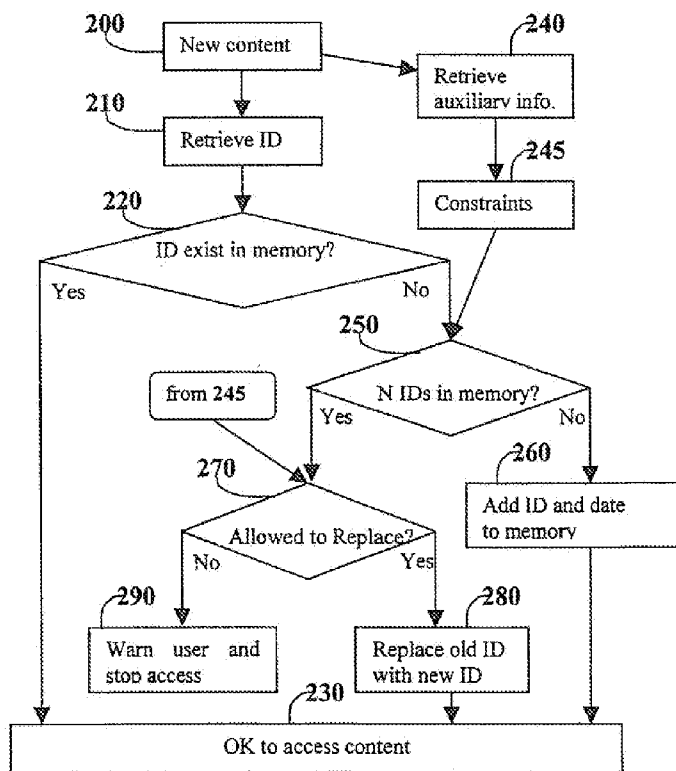 200
New content
240
Retrieve
auxiliary info.
210
Retrieve ID
245
Constraints
220
ID exist in memory?
Yes
No
250
N IDs in memory?
from 245
Yes
No
270
Allowed to Replace?
260
Add ID and date
to memory
No
Yes
290
Warn user and
stop access
280
Replace old ID
with new ID
230
OK to access content